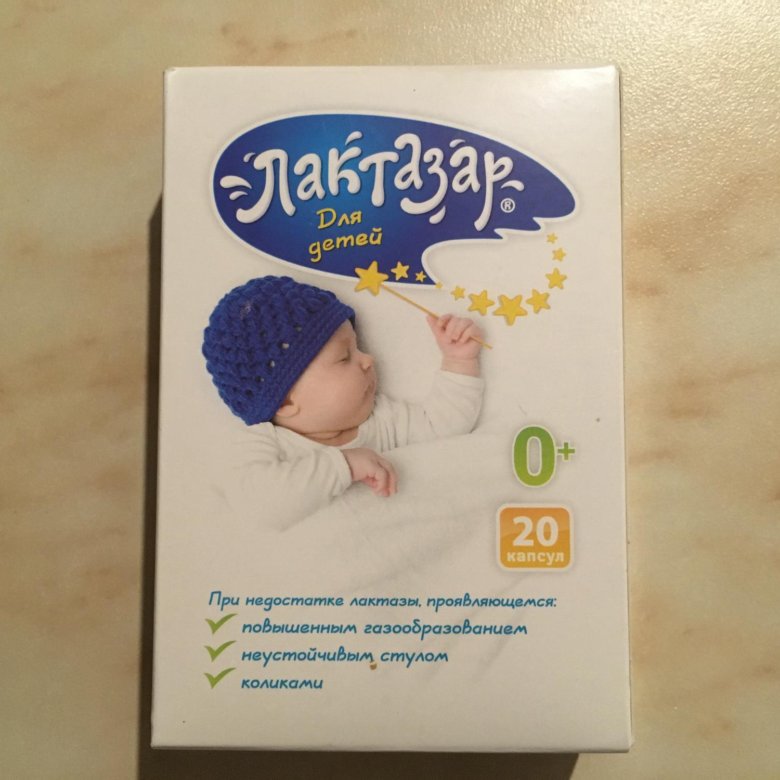 Лактазар®
Для
детей
0+
20
капсул
При недостатке лактазы, проявляющемся:
повышенным газообразованием
неустойчивым стулом
коликами